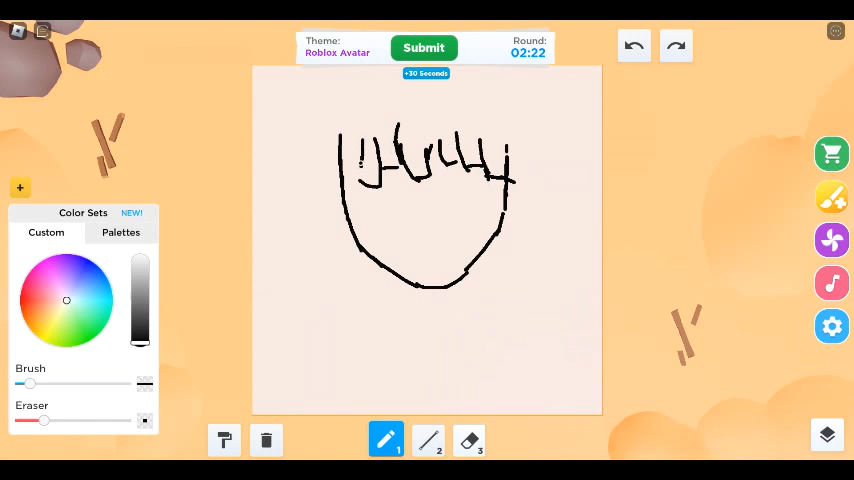 Theme:
Roblox Avatar
Submit
Round:
02:22
+30 Seconds
+
Color Sets NEW!
Custom Palettes
Brush
Eraser
1
2
3